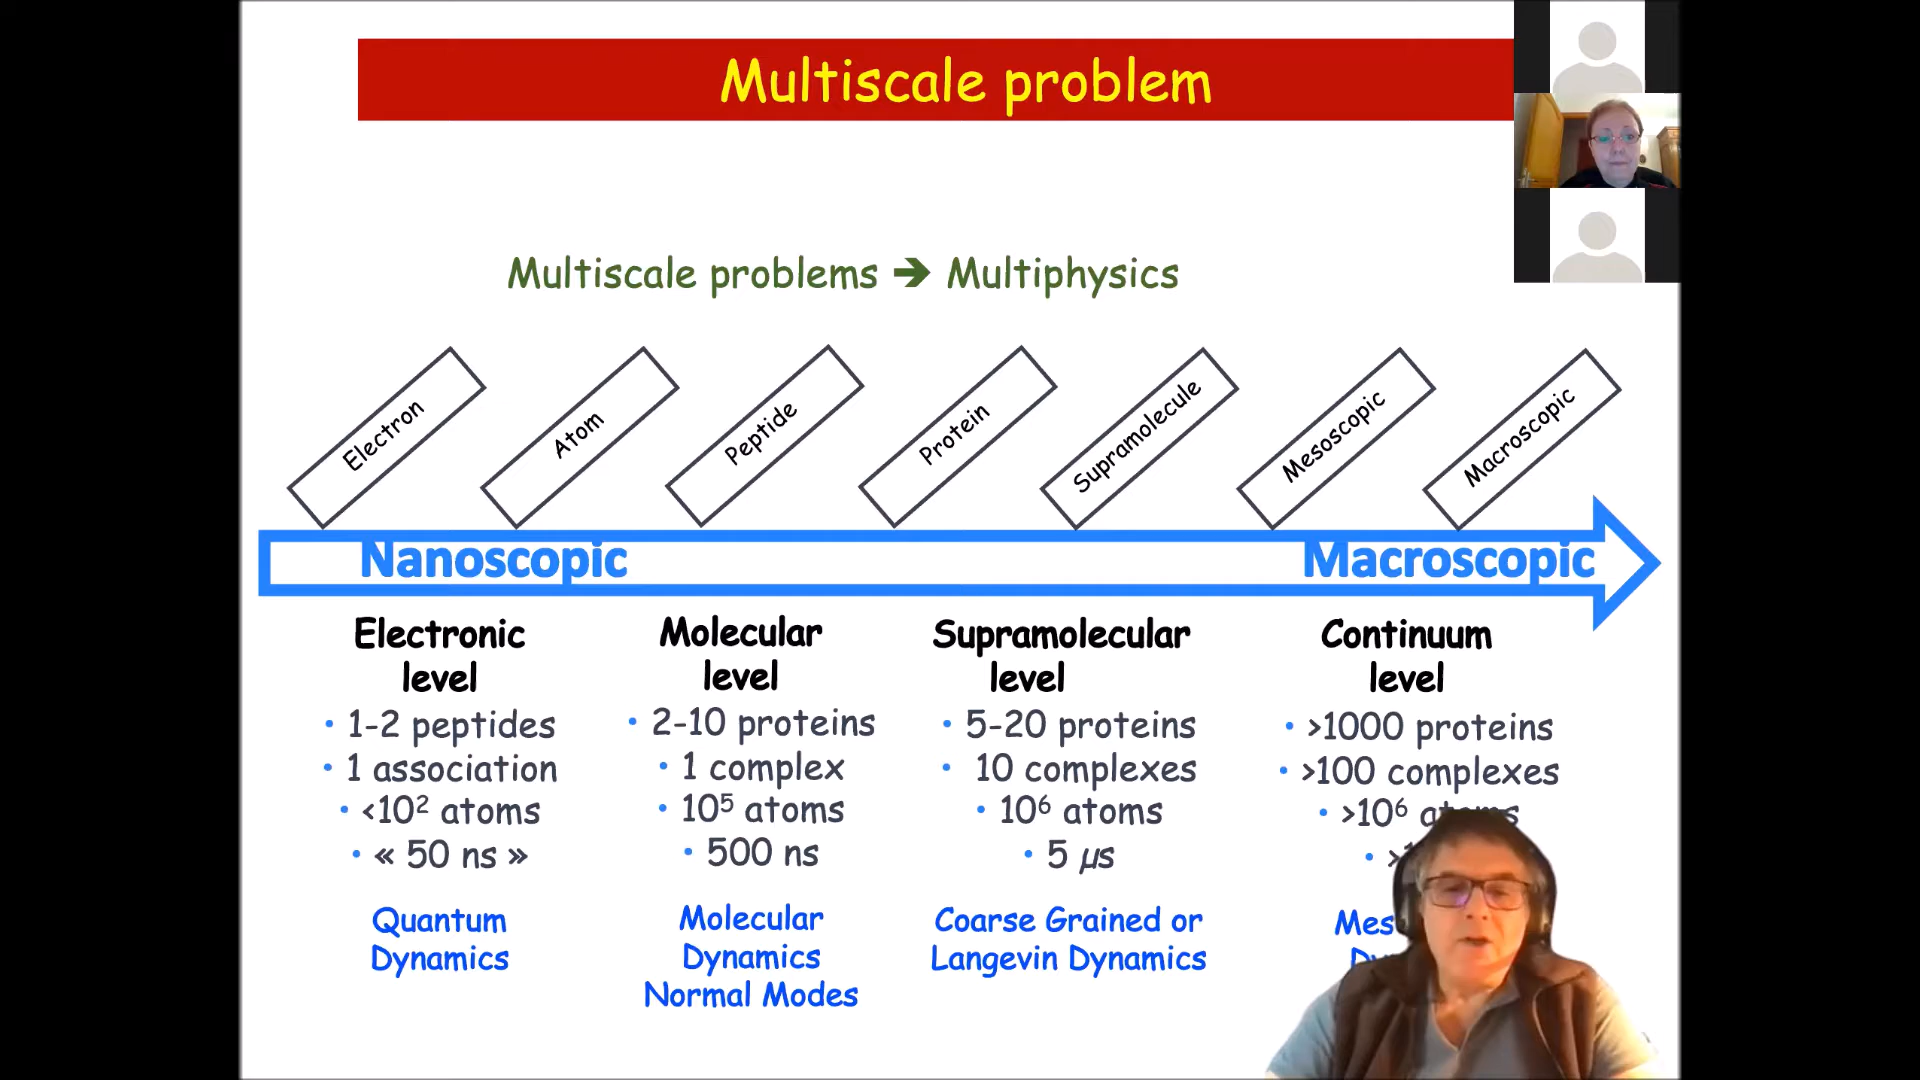 Multiscale problem
Multiscale problems ➔ Multiphysics
Electron
Atom
Peptide
Protein
Supramolecule
Mesoscopic
Macroscopic
Nanoscopic
Macroscopic
Electronic
level
• 1-2 peptides
• 1 association
• <10² atoms
• « 50 ns »
Quantum
Dynamics
Molecular
level
• 2-10 proteins
• 1 complex
• 10⁵ atoms
• 500 ns
Molecular
Dynamics
Normal Modes
Supramolecular
level
• 5-20 proteins
• 10 complexes
• 10⁶ atoms
• 5 µs
Coarse Grained or
Langevin Dynamics
Continuum
level
• >1000 proteins
• >100 complexes
• >10⁶ atoms